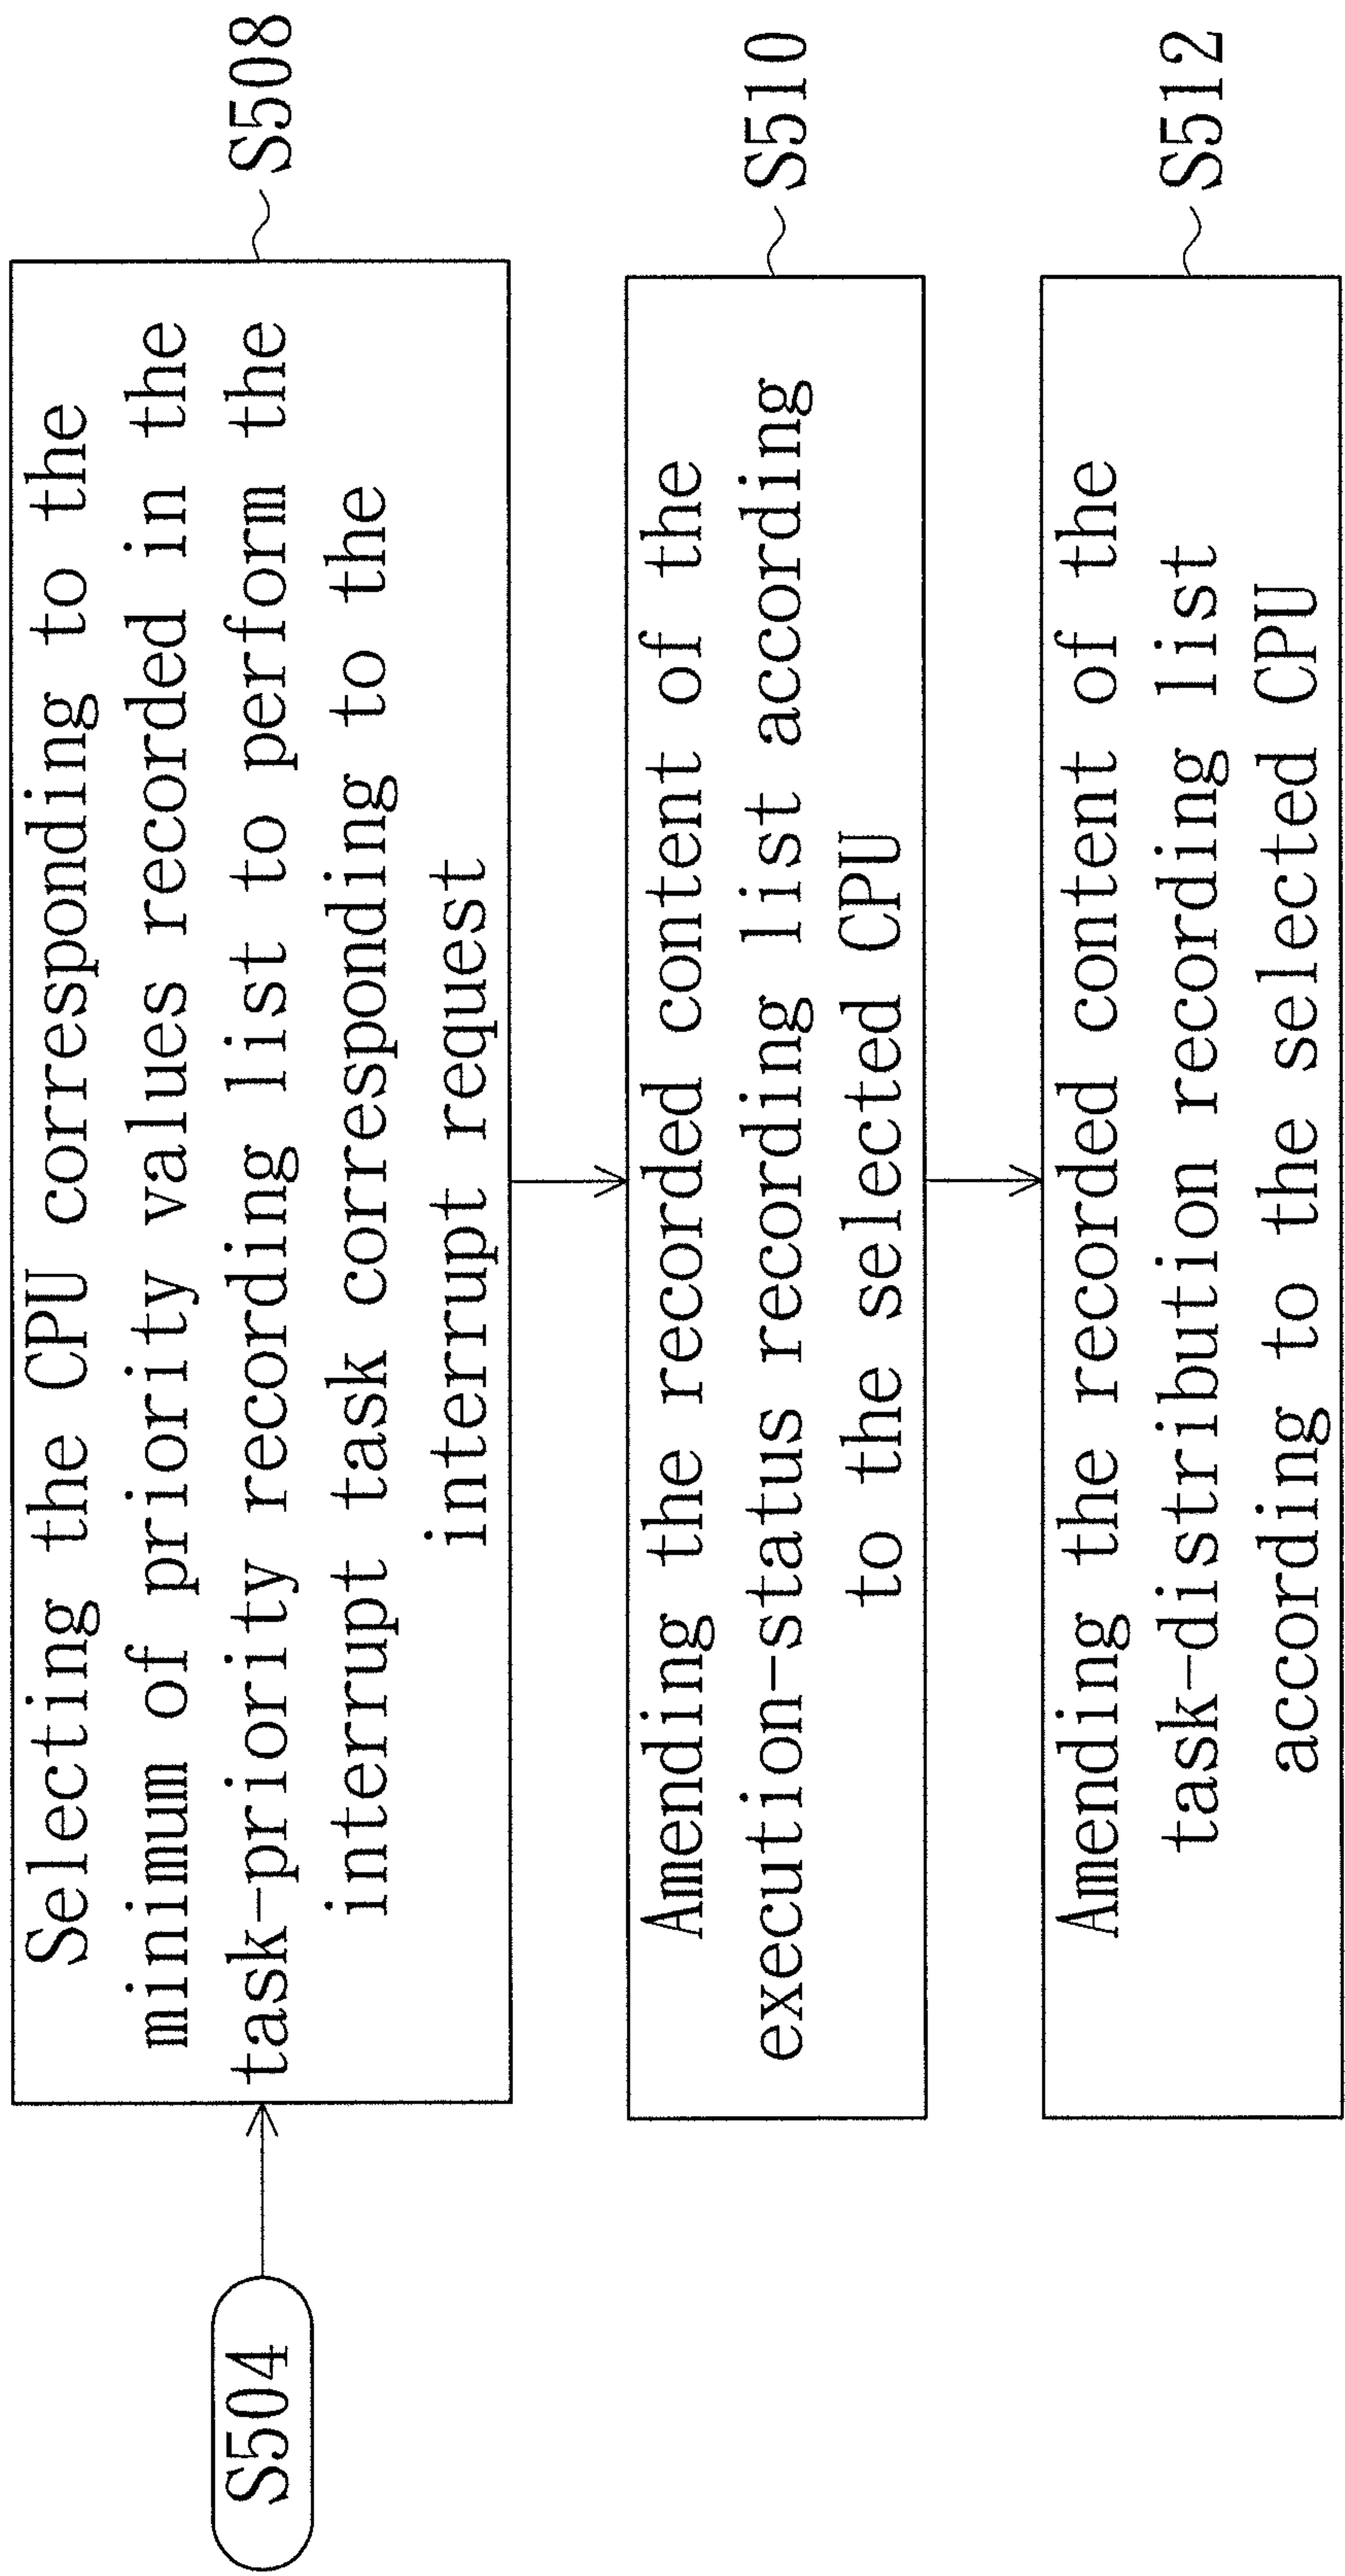 S504
Selecting the CPU corresponding to the
minimum of priority values recorded in the
task-priority recording list to perform the
interrupt task corresponding to the
interrupt request
S508
Amending the recorded content of the
execution-status recording list according
to the selected CPU
S510
Amending the recorded content of the
task-distribution recording list
according to the selected CPU
S512